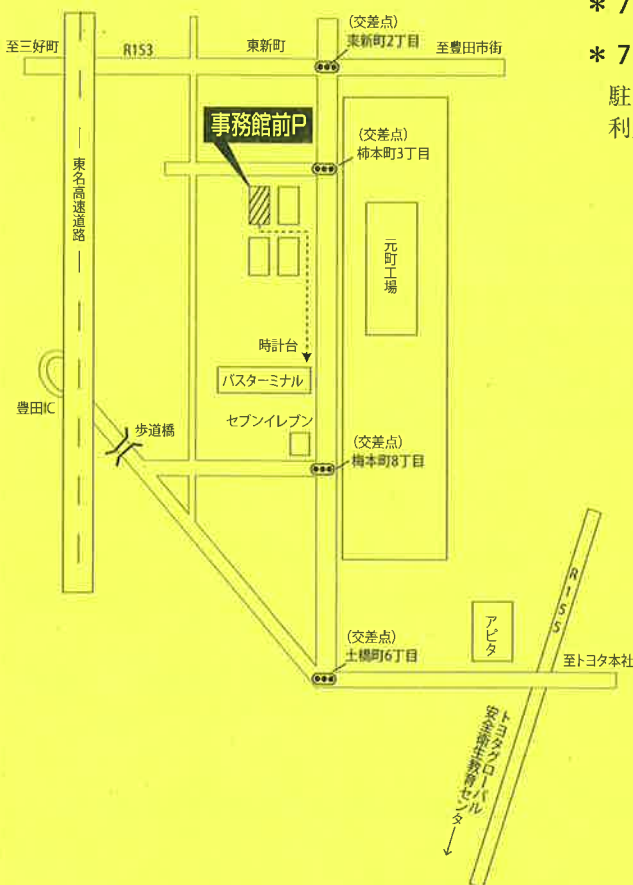 ＊7
＊7
駐
利
(交差点)
東新町2丁目
至三好町
R153
東新町
至豊田市街
事務館前P
(交差点)
柿本町3丁目
東名高速道路
元町工場
時計台
バスターミナル
豊田IC
歩道橋
セブンイレブン
(交差点)
梅本町8丁目
R155
アピタ
(交差点)
土橋町6丁目
至トヨタ本社
トヨタグローバル
安全衛生教育センター